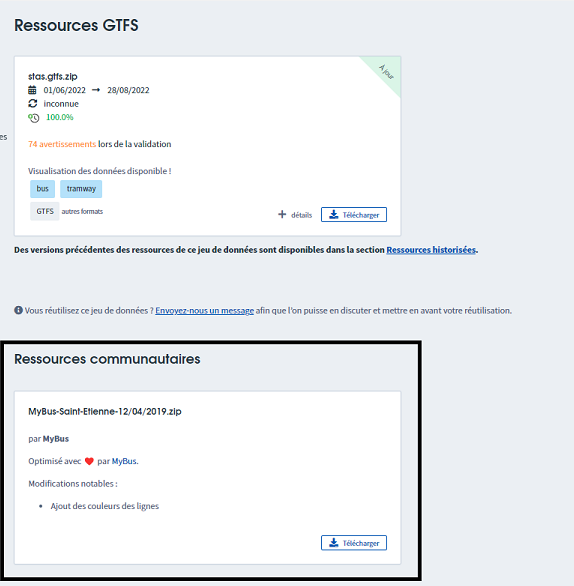 Ressources GTFS
À jour
stas.gtfs.zip
01/06/2022 → 28/08/2022
inconnue
100.0%
es
74 avertissements lors de la validation
Visualisation des données disponible !
bus tramway
GTFS autres formats
+ détails Télécharger
Des versions précédentes des ressources de ce jeu de données sont disponibles dans la section Ressources historisées.
Vous réutilisez ce jeu de données ? Envoyez-nous un message afin que l'on puisse en discuter et mettre en avant votre réutilisation.
Ressources communautaires
MyBus-Saint-Etienne-12/04/2019.zip
par MyBus
Optimisé avec ❤️ par MyBus.
Modifications notables :
• Ajout des couleurs des lignes
Télécharger